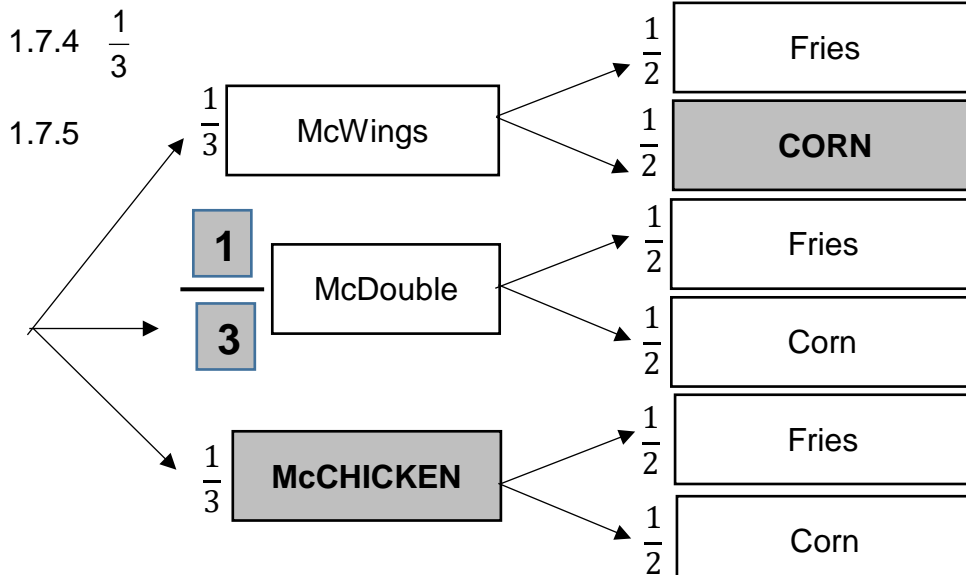 1.7.4 1/3
1.7.5
1/3 McWings
1/2 Fries
1/2 CORN
1/3 McDouble
1/2 Fries
1/2 Corn
1/3 McCHICKEN
1/2 Fries
1/2 Corn